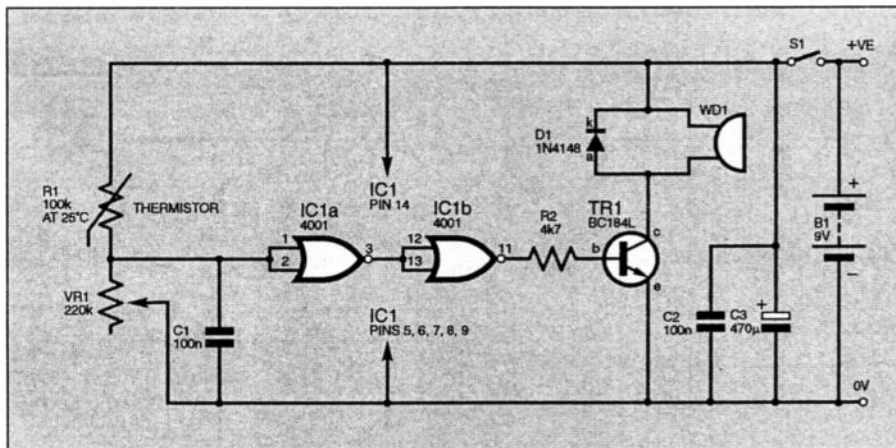 S1
+VE
WD1
k
D1
1N4148
a
R1
100k
AT 25°C
THERMISTOR
IC1
PIN 14
IC1a
4001
1
2
3
IC1b
4001
12
13
11
R2
4k7
TR1
BC184L
b
c
e
+
B1
9V
−
VR1
220k
C1
100n
IC1
PINS 5, 6, 7, 8, 9
C2
100n
+
C3
470µ
0V